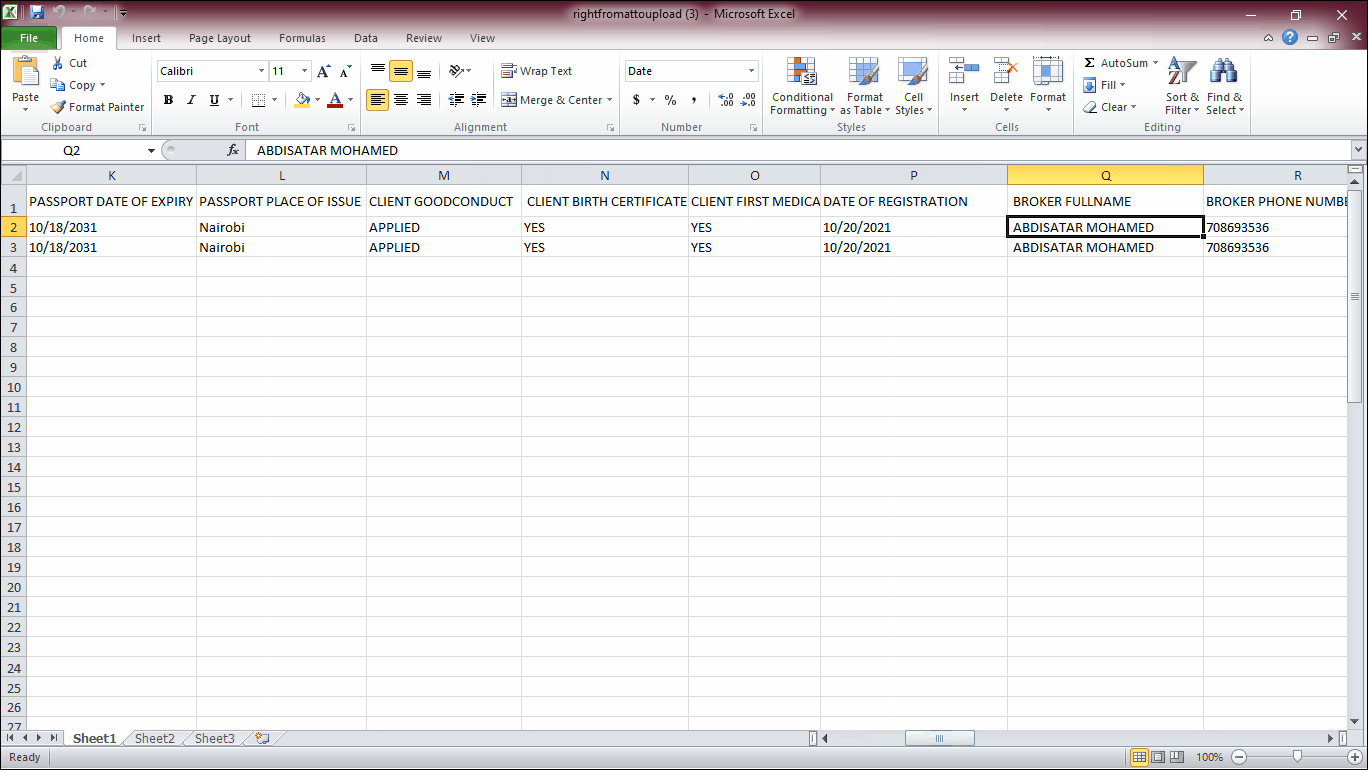 rightfromattoupload (3) - Microsoft Excel
File Home Insert Page Layout Formulas Data Review View
Paste Cut Copy Format Painter
Calibri 11 A A
B I U A
Wrap Text
Merge & Center
Date
$ % , .0 .00 .00 .0
Conditional Formatting Format as Table Cell Styles
Insert Delete Format
Σ AutoSum Fill Clear
Sort & Filter Find & Select
Clipboard Font Alignment Number Styles Cells Editing
Q2 fx ABDISATAR MOHAMED
K L M N O P Q R
1 PASSPORT DATE OF EXPIRY PASSPORT PLACE OF ISSUE CLIENT GOODCONDUCT CLIENT BIRTH CERTIFICATE CLIENT FIRST MEDICA DATE OF REGISTRATION BROKER FULLNAME BROKER PHONE NUMBE
2 10/18/2031 Nairobi APPLIED YES YES 10/20/2021 ABDISATAR MOHAMED 708693536
3 10/18/2031 Nairobi APPLIED YES YES 10/20/2021 ABDISATAR MOHAMED 708693536
4
5
6
7
8
9
10
11
12
13
14
15
16
17
18
19
20
21
22
23
24
25
26
27
Sheet1 Sheet2 Sheet3
Ready 100%